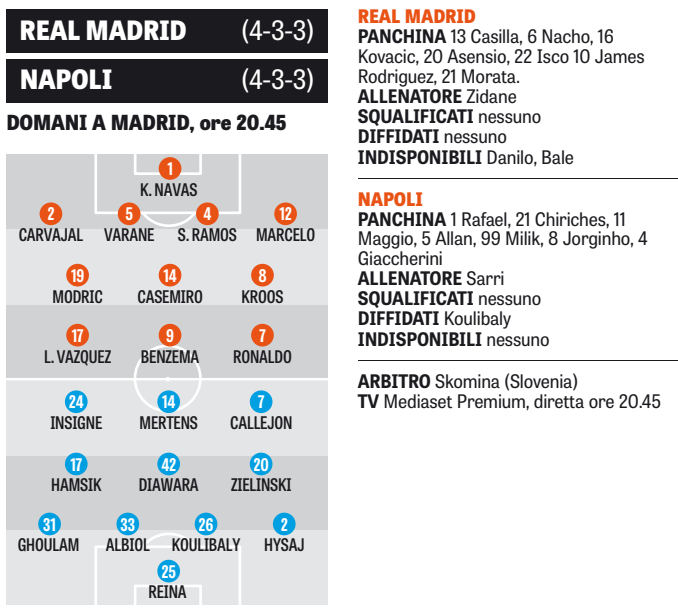 REAL MADRID (4-3-3)
NAPOLI (4-3-3)
DOMANI A MADRID, ore 20.45
1
K. NAVAS
2 5 4 12
CARVAJAL VARANE S. RAMOS MARCELO
19 14 8
MODRIC CASEMIRO KROOS
17 9 7
L. VAZQUEZ BENZEMA RONALDO
24 14 7
INSIGNE MERTENS CALLEJON
17 42 20
HAMSIK DIAWARA ZIELINSKI
31 33 26 2
GHOULAM ALBIOL KOULIBALY HYSAJ
25
REINA
REAL MADRID
PANCHINA 13 Casilla, 6 Nacho, 16
Kovacic, 20 Asensio, 22 Isco 10 James
Rodriguez, 21 Morata.
ALLENATORE Zidane
SQUALIFICATI nessuno
DIFFIDATI nessuno
INDISPONIBILI Danilo, Bale
NAPOLI
PANCHINA 1 Rafael, 21 Chiriches, 11
Maggio, 5 Allan, 99 Milik, 8 Jorginho, 4
Giaccherini
ALLENATORE Sarri
SQUALIFICATI nessuno
DIFFIDATI Koulibaly
INDISPONIBILI nessuno
ARBITRO Skomina (Slovenia)
TV Mediaset Premium, diretta ore 20.45